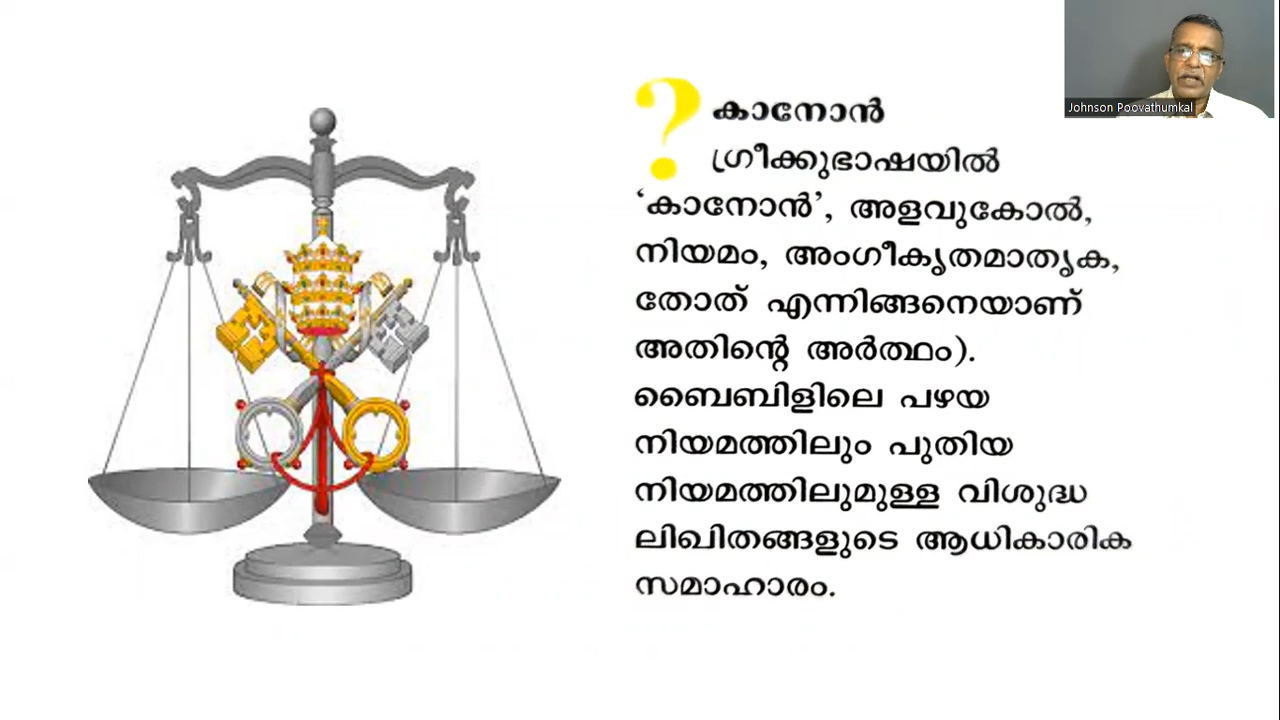 Johnson Poovathumkal
? കാനോൻ
ഗ്രീക്കുഭാഷയിൽ
‘കാനോൻ’, അളവുകോൽ,
നിയമം, അംഗീകൃതമാതൃക,
തോത് എന്നിങ്ങനെയാണ്
അതിന്റെ അർത്ഥം).
ബൈബിളിലെ പഴയ
നിയമത്തിലും പുതിയ
നിയമത്തിലുമുള്ള വിശുദ്ധ
ലിഖിതങ്ങളുടെ ആധികാരിക
സമാഹാരം.